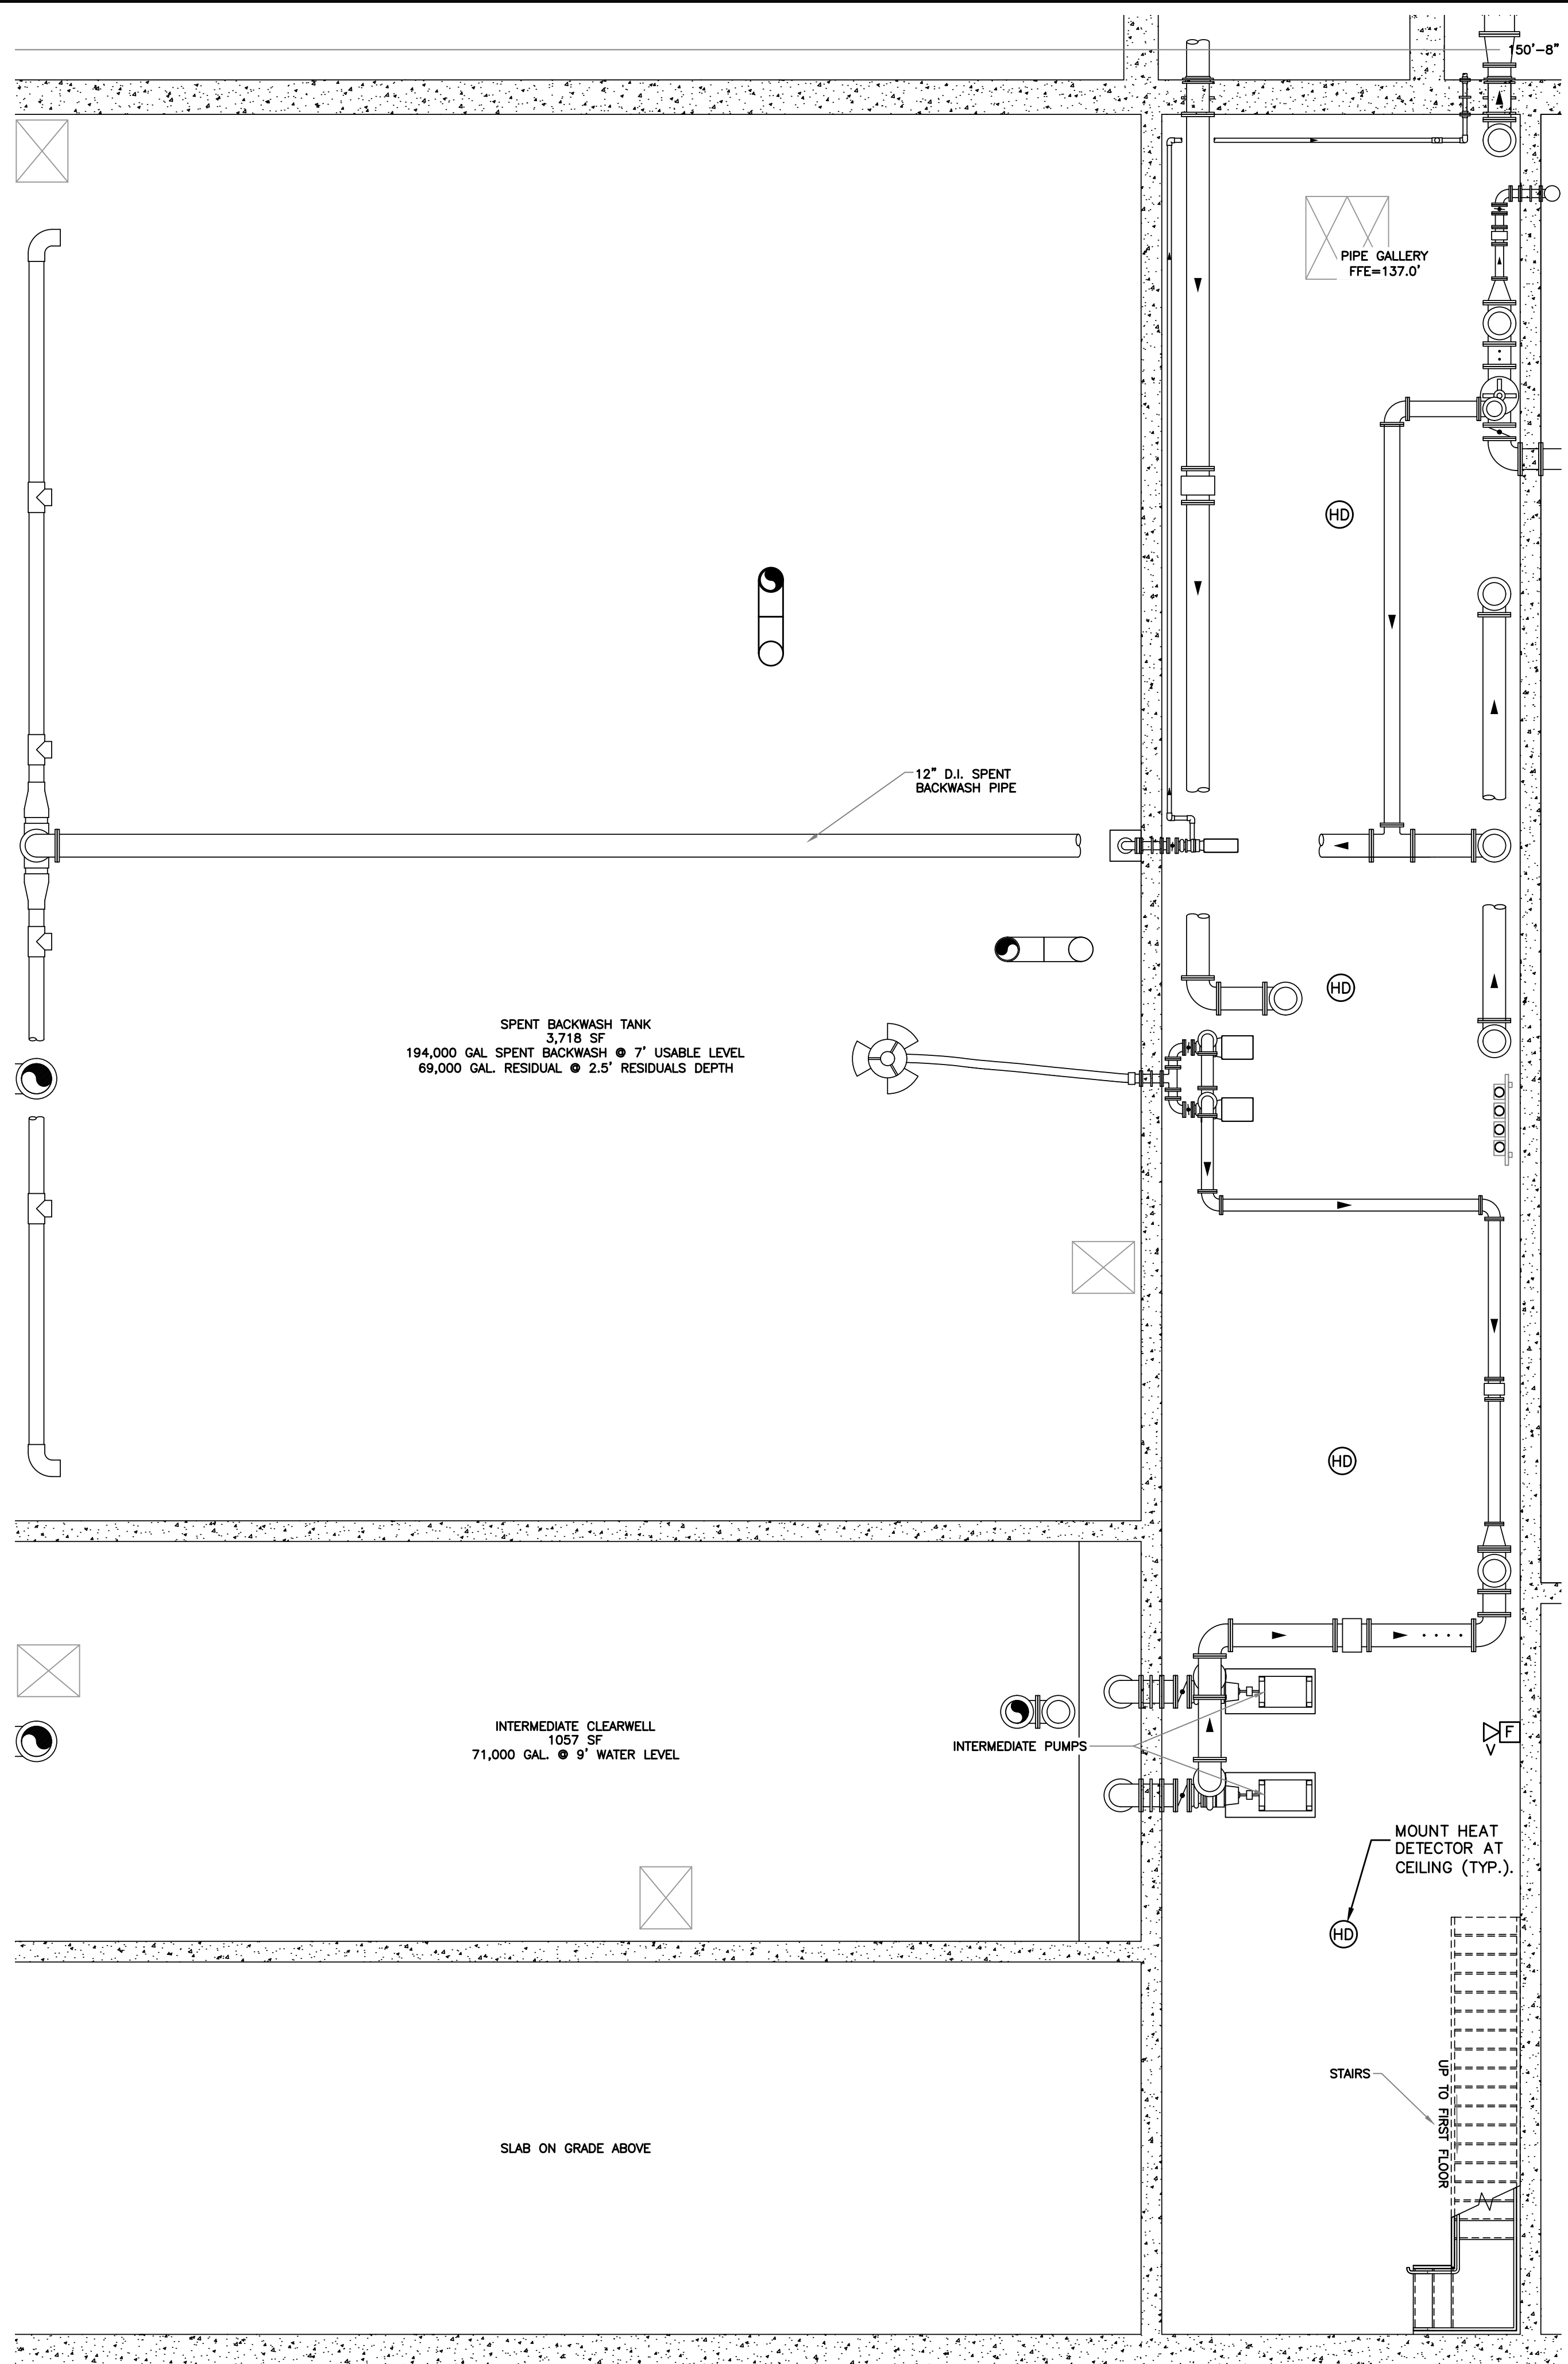 150'-8"
PIPE GALLERY
FFE=137.0'
HD
12" D.I. SPENT
BACKWASH PIPE
HD
SPENT BACKWASH TANK
3,718 SF
194,000 GAL SPENT BACKWASH @ 7' USABLE LEVEL
69,000 GAL. RESIDUAL @ 2.5' RESIDUALS DEPTH
HD
INTERMEDIATE CLEARWELL
1057 SF
71,000 GAL. @ 9' WATER LEVEL
INTERMEDIATE PUMPS
F
V
MOUNT HEAT
DETECTOR AT
CEILING (TYP.).
HD
STAIRS
UP TO FIRST FLOOR
SLAB ON GRADE ABOVE